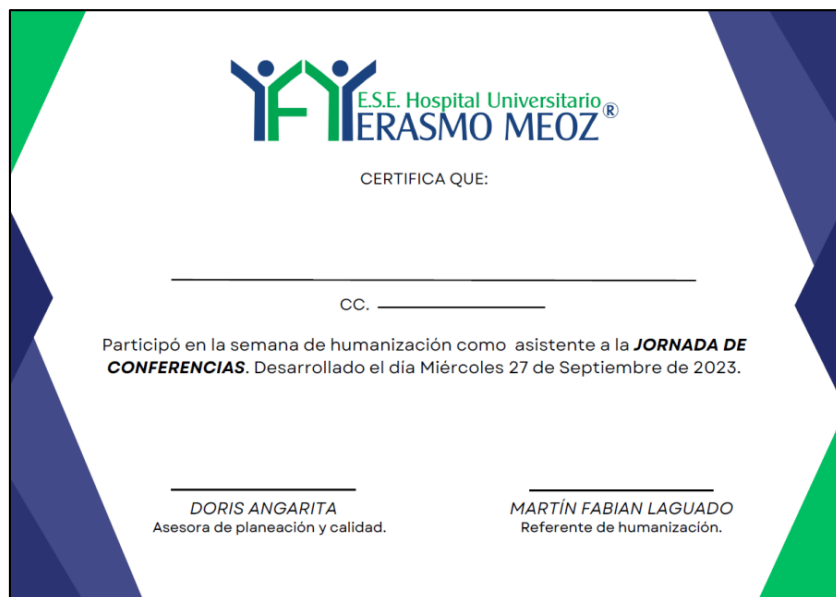 E.S.E. Hospital Universitario
ERASMO MEOZ®
CERTIFICA QUE:
CC.
Participó en la semana de humanización como asistente a la JORNADA DE
CONFERENCIAS. Desarrollado el día Miércoles 27 de Septiembre de 2023.
DORIS ANGARITA
Asesora de planeación y calidad.
MARTÍN FABIAN LAGUADO
Referente de humanización.